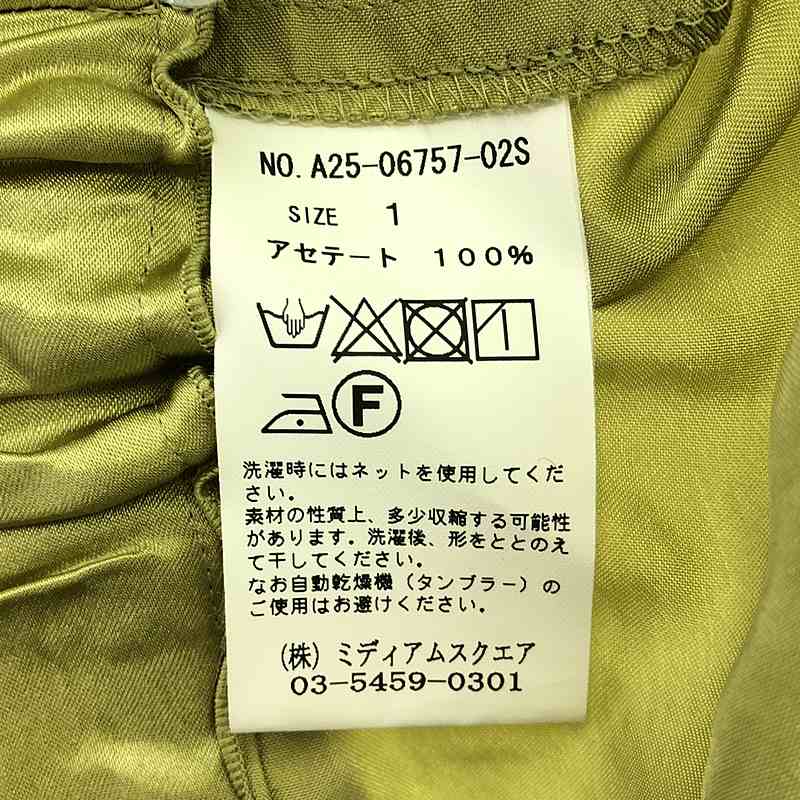 NO. A25-06757-02S
SIZE 1
アセテート 100%
F
洗濯時にはネットを使用してくだ
さい。
素材の性質上、多少収縮する可能性
があります。洗濯後、形をととのえ
て干してください。
なお自動乾燥機（タンブラー）の
ご使用はお避けください。
(株) ミディアムスクエア
03-5459-0301